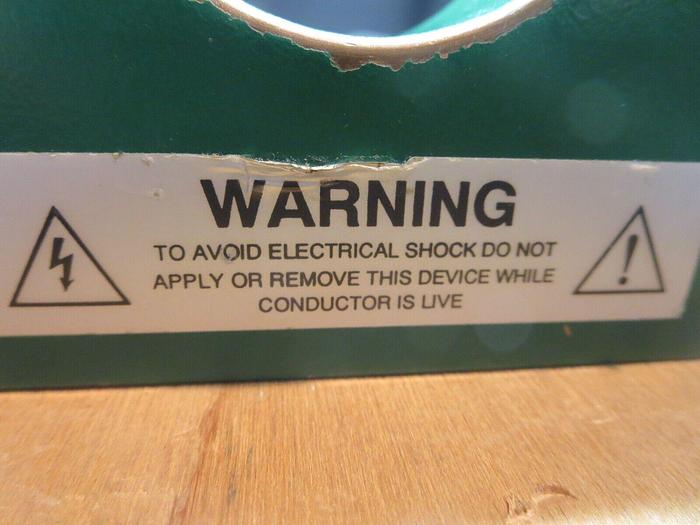 WARNING
TO AVOID ELECTRICAL SHOCK DO NOT
APPLY OR REMOVE THIS DEVICE WHILE
CONDUCTOR IS LIVE